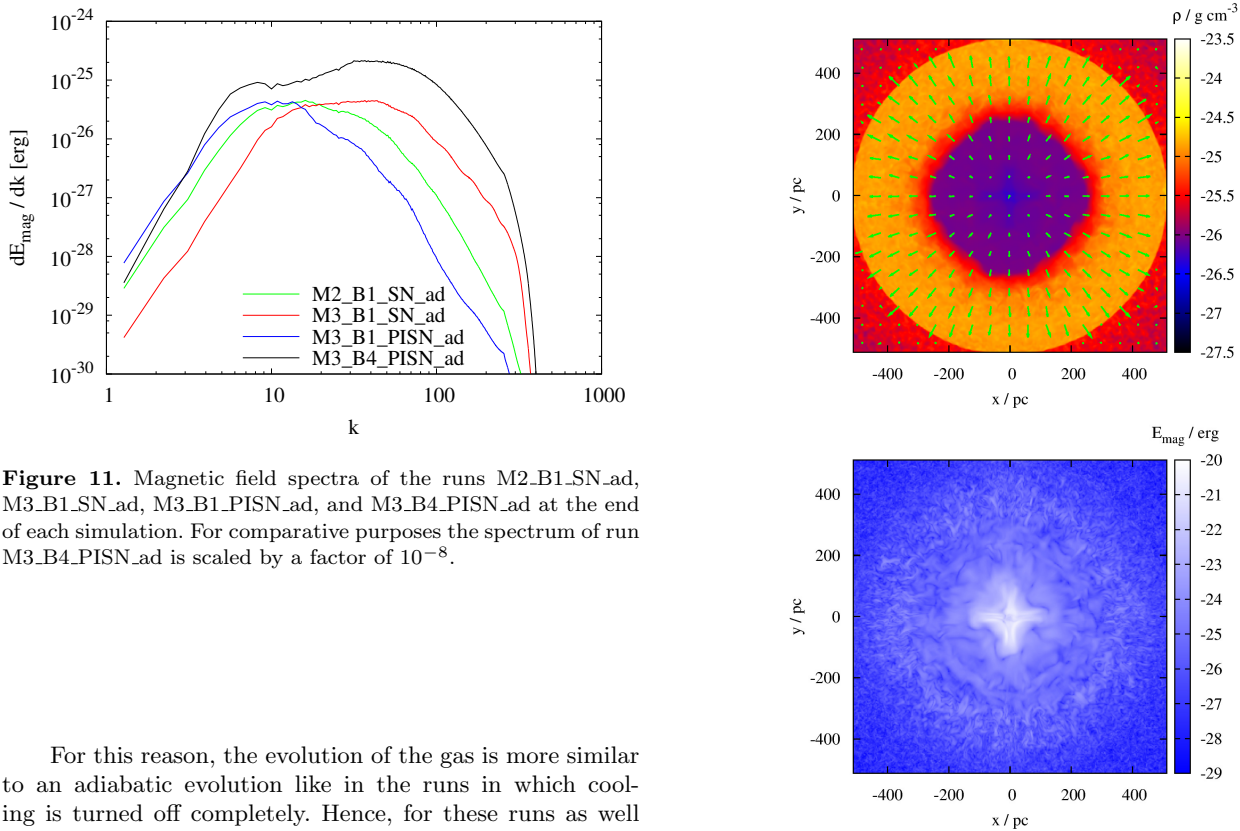 10^-24
10^-25
10^-26
10^-27
10^-28
10^-29
10^-30
dE_mag / dk [erg]
M2_B1_SN_ad
M3_B1_SN_ad
M3_B1_PISN_ad
M3_B4_PISN_ad
1 10 100 1000
k
Figure 11. Magnetic field spectra of the runs M2_B1_SN_ad,
M3_B1_SN_ad, M3_B1_PISN_ad, and M3_B4_PISN_ad at the end
of each simulation. For comparative purposes the spectrum of run
M3_B4_PISN_ad is scaled by a factor of 10^−8.
For this reason, the evolution of the gas is more similar
to an adiabatic evolution like in the runs in which cool-
ing is turned off completely. Hence, for these runs as well
ρ / g cm^-3
400
200
0
-200
-400
y / pc
-400 -200 0 200 400
x / pc
-23.5
-24
-24.5
-25
-25.5
-26
-26.5
-27
-27.5
E_mag / erg
400
200
0
-200
-400
y / pc
-400 -200 0 200 400
x / pc
-20
-21
-22
-23
-24
-25
-26
-27
-28
-29